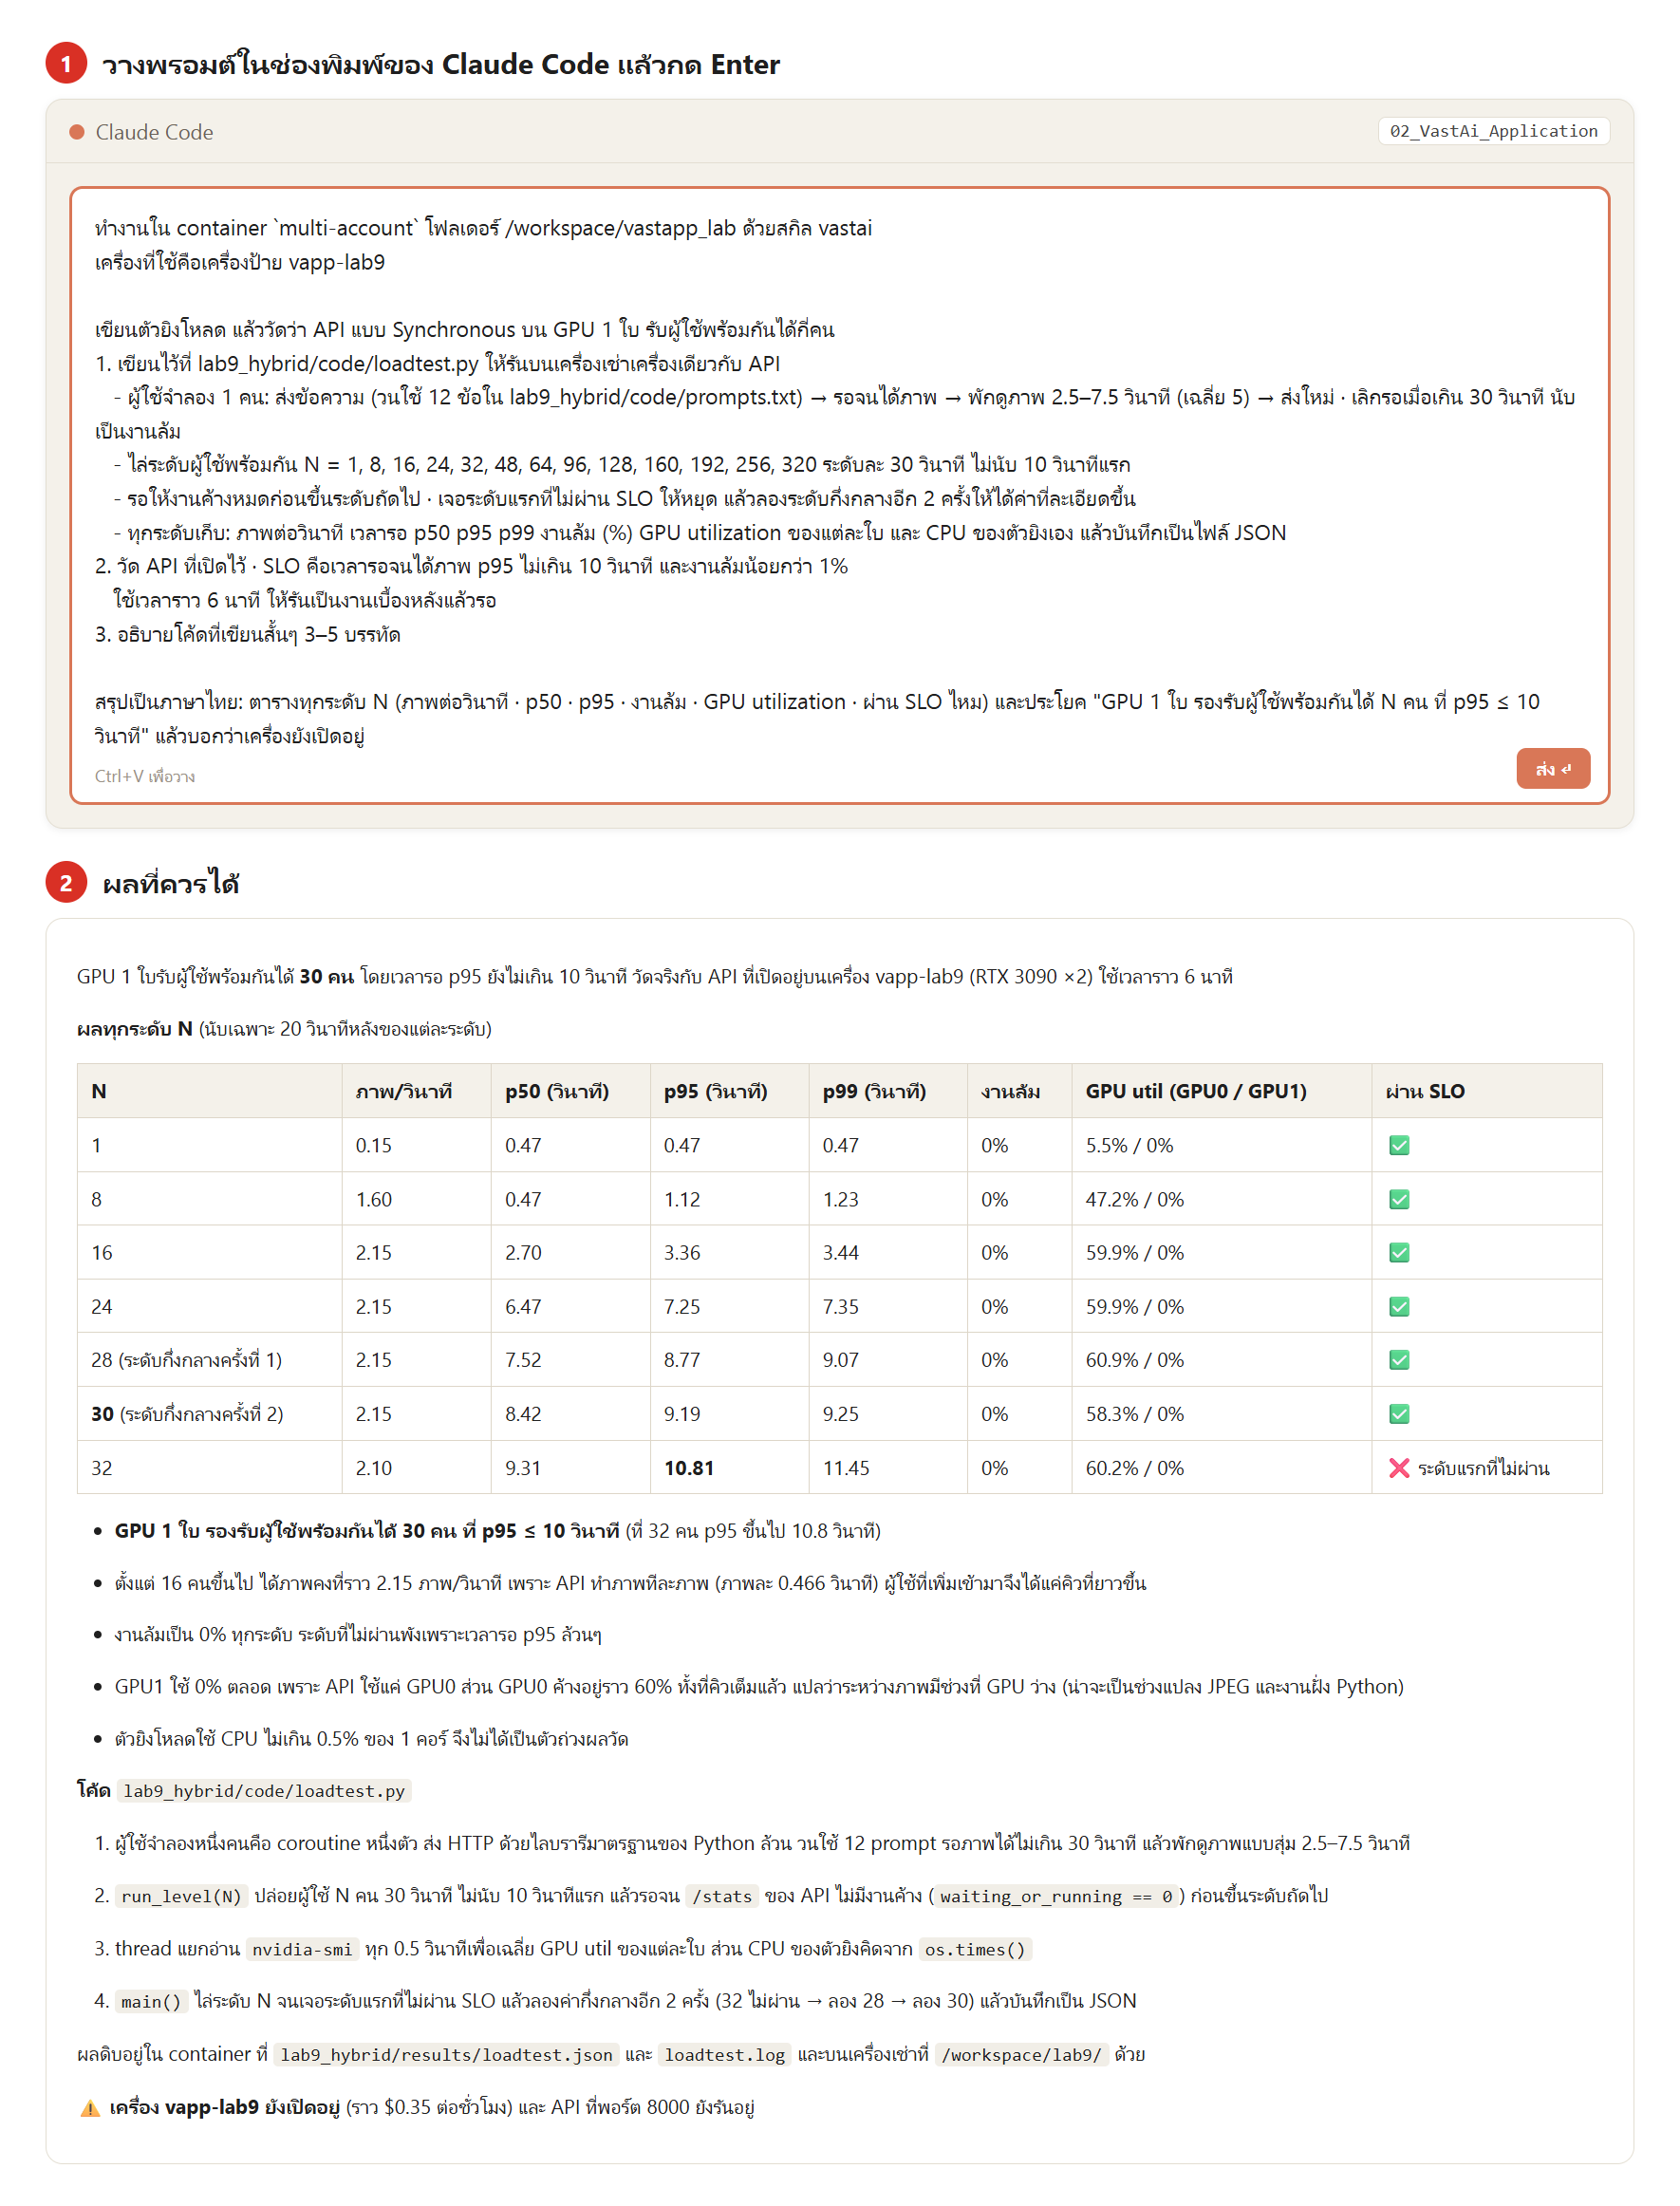 1 วางพรอมต์ในช่องพิมพ์ของ Claude Code แล้วกด Enter
Claude Code
02_VastAi_Application
ทำงานใน container `multi-account` โฟลเดอร์ /workspace/vastapp_lab ด้วยสกิล vastai
เครื่องที่ใช้คือเครื่องป้าย vapp-lab9
เขียนตัวยิงโหลด แล้ววัดว่า API แบบ Synchronous บน GPU 1 ใบ รับผู้ใช้พร้อมกันได้กี่คน
1. เขียนไว้ที่ lab9_hybrid/code/loadtest.py ให้รันบนเครื่องเช่าเครื่องเดียวกับ API
- ผู้ใช้จำลอง 1 คน: ส่งข้อความ (วนใช้ 12 ข้อใน lab9_hybrid/code/prompts.txt) → รอจนได้ภาพ → พักดูภาพ 2.5–7.5 วินาที (เฉลี่ย 5) → ส่งใหม่ · เลิกรอเมื่อเกิน 30 วินาที นับ
เป็นงานล้ม
- ไล่ระดับผู้ใช้พร้อมกัน N = 1, 8, 16, 24, 32, 48, 64, 96, 128, 160, 192, 256, 320 ระดับละ 30 วินาที ไม่นับ 10 วินาทีแรก
- รอให้งานค้างหมดก่อนขึ้นระดับถัดไป · เจอระดับแรกที่ไม่ผ่าน SLO ให้หยุด แล้วลองระดับกึ่งกลางอีก 2 ครั้งให้ได้ค่าที่ละเอียดขึ้น
- ทุกระดับเก็บ: ภาพต่อวินาที เวลารอ p50 p95 p99 งานล้ม (%) GPU utilization ของแต่ละใบ และ CPU ของตัวยิงเอง แล้วบันทึกเป็นไฟล์ JSON
2. วัด API ที่เปิดไว้ · SLO คือเวลารอจนได้ภาพ p95 ไม่เกิน 10 วินาที และงานล้มน้อยกว่า 1%
ใช้เวลาราว 6 นาที ให้รันเป็นงานเบื้องหลังแล้วรอ
3. อธิบายโค้ดที่เขียนสั้นๆ 3–5 บรรทัด
สรุปเป็นภาษาไทย: ตารางทุกระดับ N (ภาพต่อวินาที · p50 · p95 · งานล้ม · GPU utilization · ผ่าน SLO ไหม) และประโยค "GPU 1 ใบ รองรับผู้ใช้พร้อมกันได้ N คน ที่ p95 ≤ 10
วินาที" แล้วบอกว่าเครื่องยังเปิดอยู่
Ctrl+V เพื่อวาง
ส่ง ↵
2 ผลที่ควรได้
GPU 1 ใบรับผู้ใช้พร้อมกันได้ 30 คน โดยเวลารอ p95 ยังไม่เกิน 10 วินาที วัดจริงกับ API ที่เปิดอยู่บนเครื่อง vapp-lab9 (RTX 3090 ×2) ใช้เวลาราว 6 นาที
ผลทุกระดับ N (นับเฉพาะ 20 วินาทีหลังของแต่ละระดับ)
N ภาพ/วินาที p50 (วินาที) p95 (วินาที) p99 (วินาที) งานล้ม GPU util (GPU0 / GPU1) ผ่าน SLO
1 0.15 0.47 0.47 0.47 0% 5.5% / 0% ✅
8 1.60 0.47 1.12 1.23 0% 47.2% / 0% ✅
16 2.15 2.70 3.36 3.44 0% 59.9% / 0% ✅
24 2.15 6.47 7.25 7.35 0% 59.9% / 0% ✅
28 (ระดับกึ่งกลางครั้งที่ 1) 2.15 7.52 8.77 9.07 0% 60.9% / 0% ✅
30 (ระดับกึ่งกลางครั้งที่ 2) 2.15 8.42 9.19 9.25 0% 58.3% / 0% ✅
32 2.10 9.31 10.81 11.45 0% 60.2% / 0% ❌ ระดับแรกที่ไม่ผ่าน
• GPU 1 ใบ รองรับผู้ใช้พร้อมกันได้ 30 คน ที่ p95 ≤ 10 วินาที (ที่ 32 คน p95 ขึ้นไป 10.8 วินาที)
• ตั้งแต่ 16 คนขึ้นไป ได้ภาพคงที่ราว 2.15 ภาพ/วินาที เพราะ API ทำภาพทีละภาพ (ภาพละ 0.466 วินาที) ผู้ใช้ที่เพิ่มเข้ามาจึงได้แค่คิวที่ยาวขึ้น
• งานล้มเป็น 0% ทุกระดับ ระดับที่ไม่ผ่านพังเพราะเวลารอ p95 ล้วนๆ
• GPU1 ใช้ 0% ตลอด เพราะ API ใช้แค่ GPU0 ส่วน GPU0 ค้างอยู่ราว 60% ทั้งที่คิวเต็มแล้ว แปลว่าระหว่างภาพมีช่วงที่ GPU ว่าง (น่าจะเป็นช่วงแปลง JPEG และงานฝั่ง Python)
• ตัวยิงโหลดใช้ CPU ไม่เกิน 0.5% ของ 1 คอร์ จึงไม่ได้เป็นตัวถ่วงผลวัด
โค้ด lab9_hybrid/code/loadtest.py
1. ผู้ใช้จำลองหนึ่งคนคือ coroutine หนึ่งตัว ส่ง HTTP ด้วยไลบรารีมาตรฐานของ Python ล้วน วนใช้ 12 prompt รอภาพได้ไม่เกิน 30 วินาที แล้วพักดูภาพแบบสุ่ม 2.5–7.5 วินาที
2. run_level(N) ปล่อยผู้ใช้ N คน 30 วินาที ไม่นับ 10 วินาทีแรก แล้วรอจน /stats ของ API ไม่มีงานค้าง (waiting_or_running == 0) ก่อนขึ้นระดับถัดไป
3. thread แยกอ่าน nvidia-smi ทุก 0.5 วินาทีเพื่อเฉลี่ย GPU util ของแต่ละใบ ส่วน CPU ของตัวยิงคิดจาก os.times()
4. main() ไล่ระดับ N จนเจอระดับแรกที่ไม่ผ่าน SLO แล้วลองค่ากึ่งกลางอีก 2 ครั้ง (32 ไม่ผ่าน → ลอง 28 → ลอง 30) แล้วบันทึกเป็น JSON
ผลดิบอยู่ใน container ที่ lab9_hybrid/results/loadtest.json และ loadtest.log และบนเครื่องเช่าที่ /workspace/lab9/ ด้วย
⚠️ เครื่อง vapp-lab9 ยังเปิดอยู่ (ราว $0.35 ต่อชั่วโมง) และ API ที่พอร์ต 8000 ยังรันอยู่